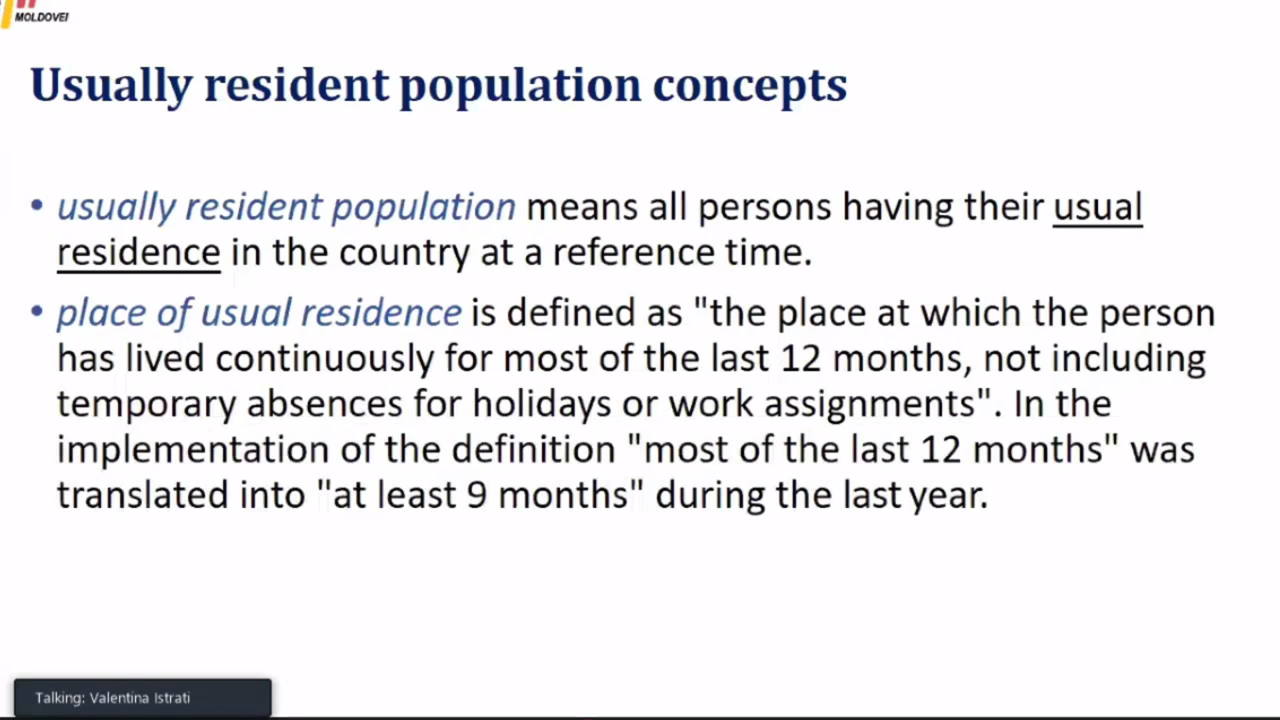 MOLDOVEI
Usually resident population concepts
• usually resident population means all persons having their usual
residence in the country at a reference time.
• place of usual residence is defined as "the place at which the person
has lived continuously for most of the last 12 months, not including
temporary absences for holidays or work assignments". In the
implementation of the definition "most of the last 12 months" was
translated into "at least 9 months" during the last year.
Talking: Valentina Istrati